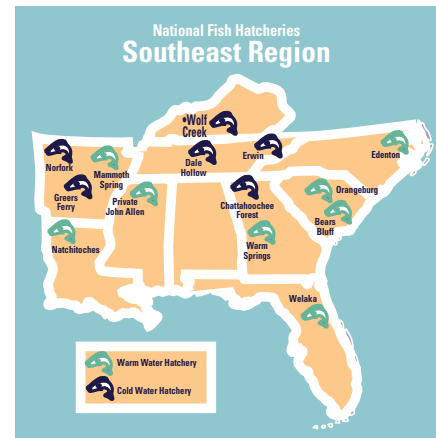 National Fish Hatcheries
Southeast Region
•Wolf
Creek
Norfork
Mammoth
Spring
Dale
Hollow
Erwin
Edenton
Greers
Ferry
Private
John Allen
Chattahoochee
Forest
Orangeburg
Bears
Bluff
Natchitoches
Warm
Springs
Welaka
Warm Water Hatchery
Cold Water Hatchery